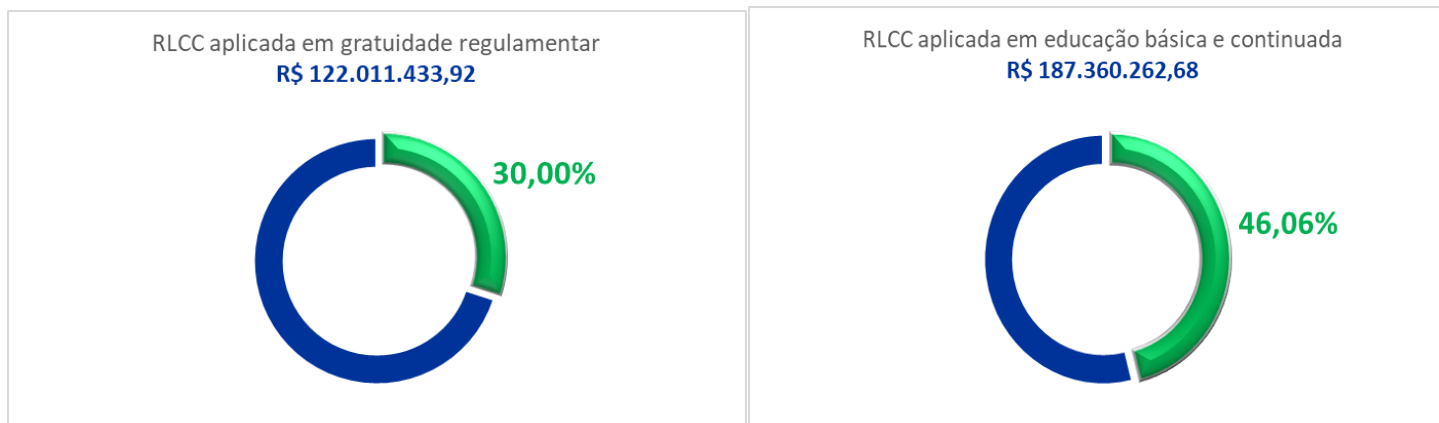 RLCC aplicada em gratuidade regulamentar
R$ 122.011.433,92
30,00%
RLCC aplicada em educação básica e continuada
R$ 187.360.262,68
46,06%